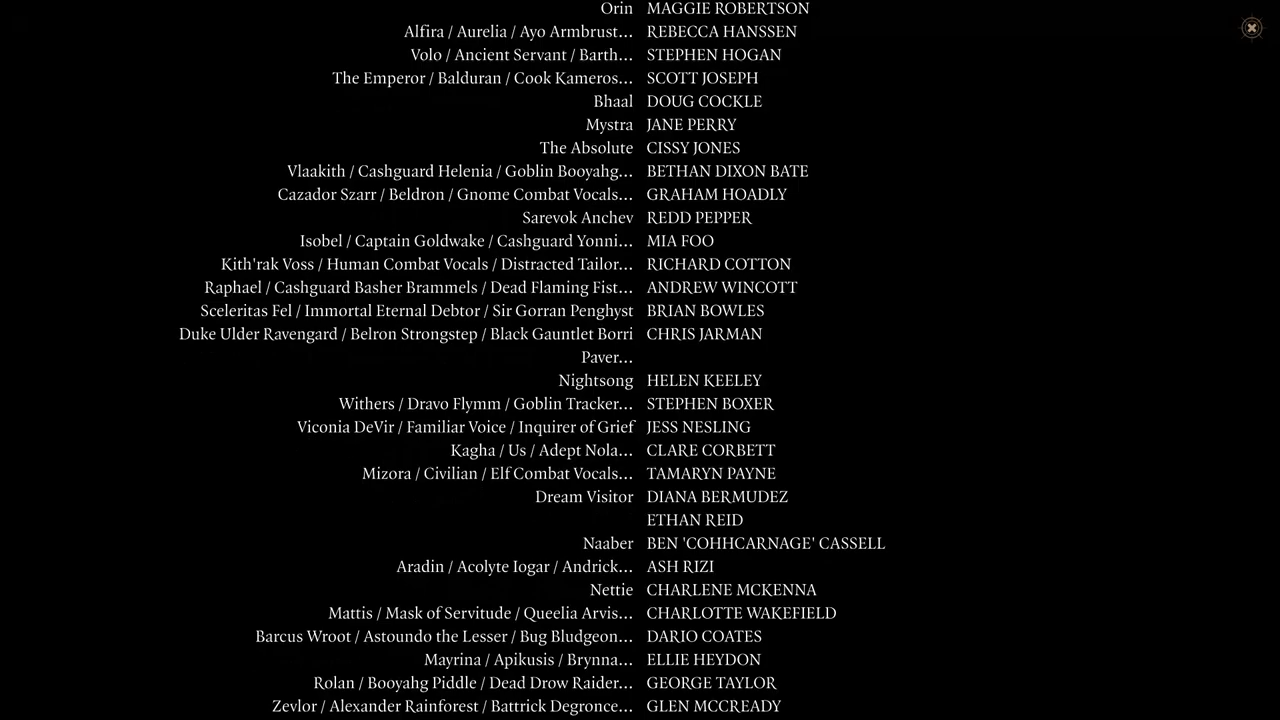 Orin MAGGIE ROBERTSON
Alfira / Aurelia / Ayo Armbrust... REBECCA HANSSEN
Volo / Ancient Servant / Barth... STEPHEN HOGAN
The Emperor / Balduran / Cook Kameros... SCOTT JOSEPH
Bhaal DOUG COCKLE
Mystra JANE PERRY
The Absolute CISSY JONES
Vlaakith / Cashguard Helenia / Goblin Booyahg... BETHAN DIXON BATE
Cazador Szarr / Beldron / Gnome Combat Vocals... GRAHAM HOADLY
Sarevok Anchev REDD PEPPER
Isobel / Captain Goldwake / Cashguard Yonni... MIA FOO
Kith'rak Voss / Human Combat Vocals / Distracted Tailor... RICHARD COTTON
Raphael / Cashguard Basher Brammels / Dead Flaming Fist... ANDREW WINCOTT
Sceleritas Fel / Immortal Eternal Debtor / Sir Gorran Penghyst BRIAN BOWLES
Duke Ulder Ravengard / Belron Strongstep / Black Gauntlet Borri CHRIS JARMAN
Paver...
Nightsong HELEN KEELEY
Withers / Dravo Flymm / Goblin Tracker... STEPHEN BOXER
Viconia DeVir / Familiar Voice / Inquirer of Grief JESS NESLING
Kagha / Us / Adept Nola... CLARE CORBETT
Mizora / Civilian / Elf Combat Vocals... TAMARYN PAYNE
Dream Visitor DIANA BERMUDEZ
ETHAN REID
Naaber BEN 'COHHCARNAGE' CASSELL
Aradin / Acolyte Iogar / Andrick... ASH RIZI
Nettie CHARLENE MCKENNA
Mattis / Mask of Servitude / Queelia Arvis... CHARLOTTE WAKEFIELD
Barcus Wroot / Astoundo the Lesser / Bug Bludgeon... DARIO COATES
Mayrina / Apikusis / Brynna... ELLIE HEYDON
Rolan / Booyahg Piddle / Dead Drow Raider... GEORGE TAYLOR
Zevlor / Alexander Rainforest / Battrick Degronce... GLEN MCCREADY